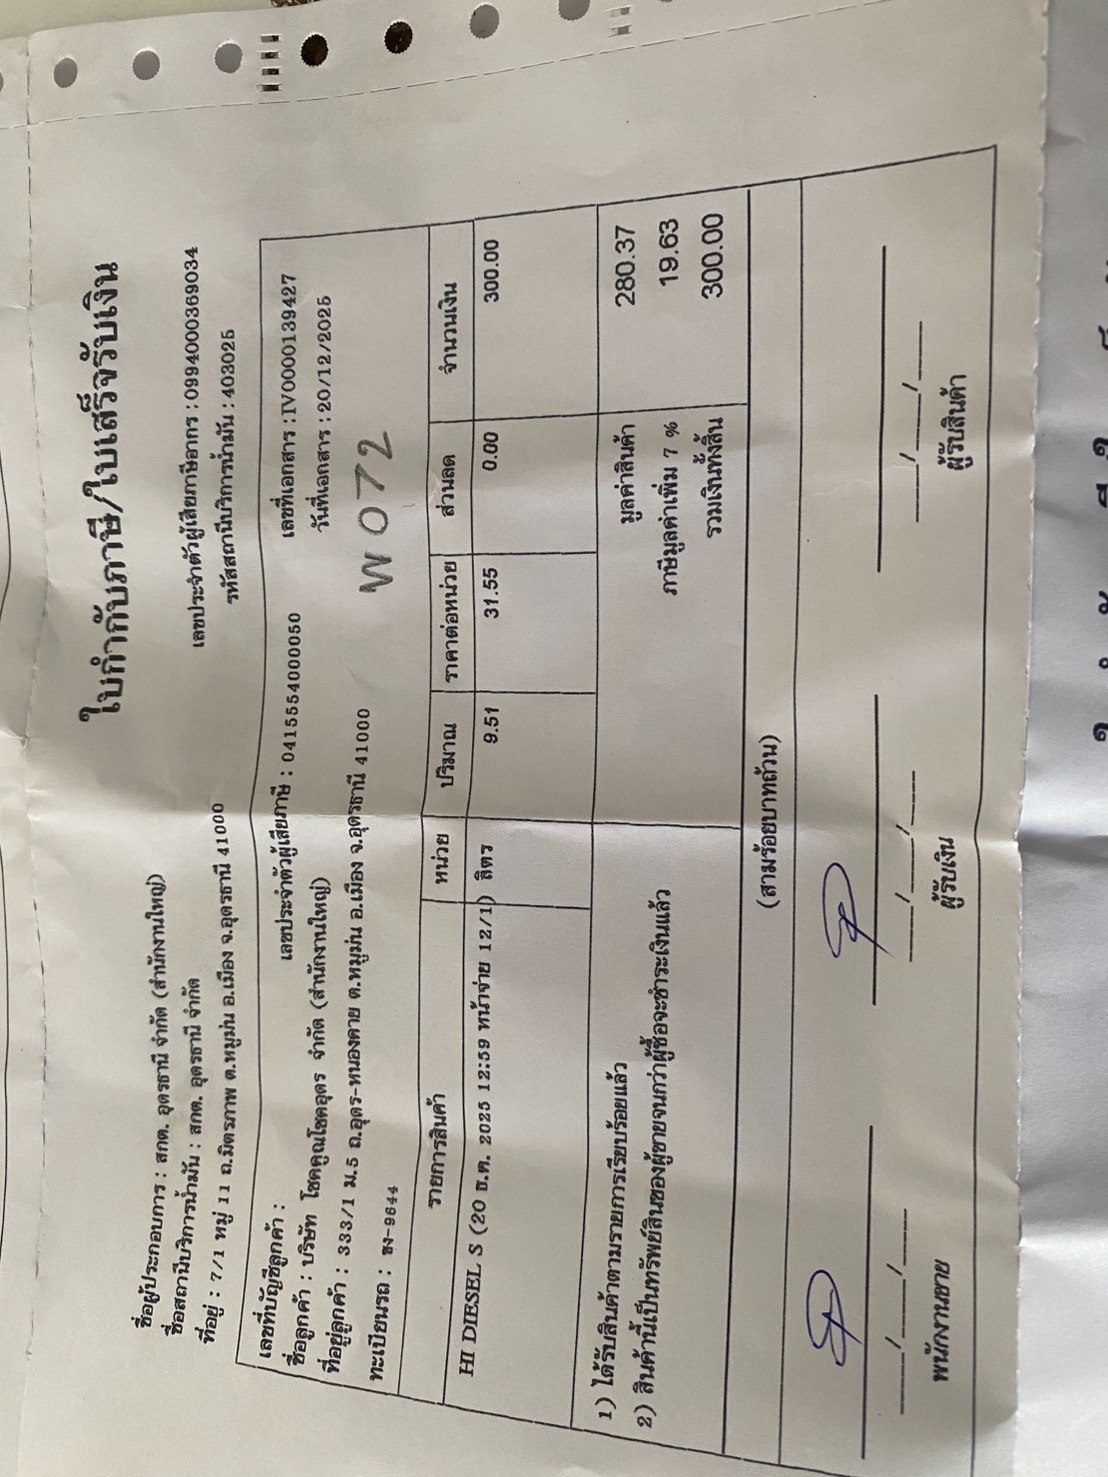 ใบกำกับภาษี/ใบเสร็จรับเงิน
ชื่อผู้ประกอบการ : สกต. อุดรธานี จำกัด (สำนักงานใหญ่) เลขประจำตัวผู้เสียภาษีอากร : 0994000369034
ชื่อสถานีบริการน้ำมัน : สกต. อุดรธานี จำกัด รหัสสถานีบริการน้ำมัน : 403025
ที่อยู่ : 7/1 หมู่ 11 ถ.มิตรภาพ ต.หมูม่น อ.เมือง จ.อุดรธานี 41000
เลขที่บัญชีลูกค้า : เลขประจำตัวผู้เสียภาษี : 0415554000050 เลขที่เอกสาร : IV0000139427
ชื่อลูกค้า : บริษัท โชคคูณโชคอุดร จำกัด (สำนักงานใหญ่) วันที่เอกสาร : 20/12/2025
ที่อยู่ลูกค้า : 333/1 ม.5 ถ.อุดร-หนองคาย ต.หมูม่น อ.เมือง จ.อุดรธานี 41000
ทะเบียนรถ : ชง-9644 W072
รายการสินค้า หน่วย ปริมาณ ราคาต่อหน่วย ส่วนลด จำนวนเงิน
HI DIESEL S (20 ธ.ค. 2025 12:59 หน้าจ่าย 12/1) ลิตร 9.51 31.55 0.00 300.00
1) ได้รับสินค้าตามรายการเรียบร้อยแล้ว มูลค่าสินค้า 280.37
2) สินค้านี้เป็นทรัพย์สินของผู้ขายจนกว่าผู้ซื้อจะชำระเงินแล้ว ภาษีมูลค่าเพิ่ม 7 % 19.63
รวมเงินทั้งสิ้น 300.00
(สามร้อยบาทถ้วน)
____/____/____ ____/____/____ ____/____/____
พนักงานขาย ผู้รับเงิน ผู้รับสินค้า